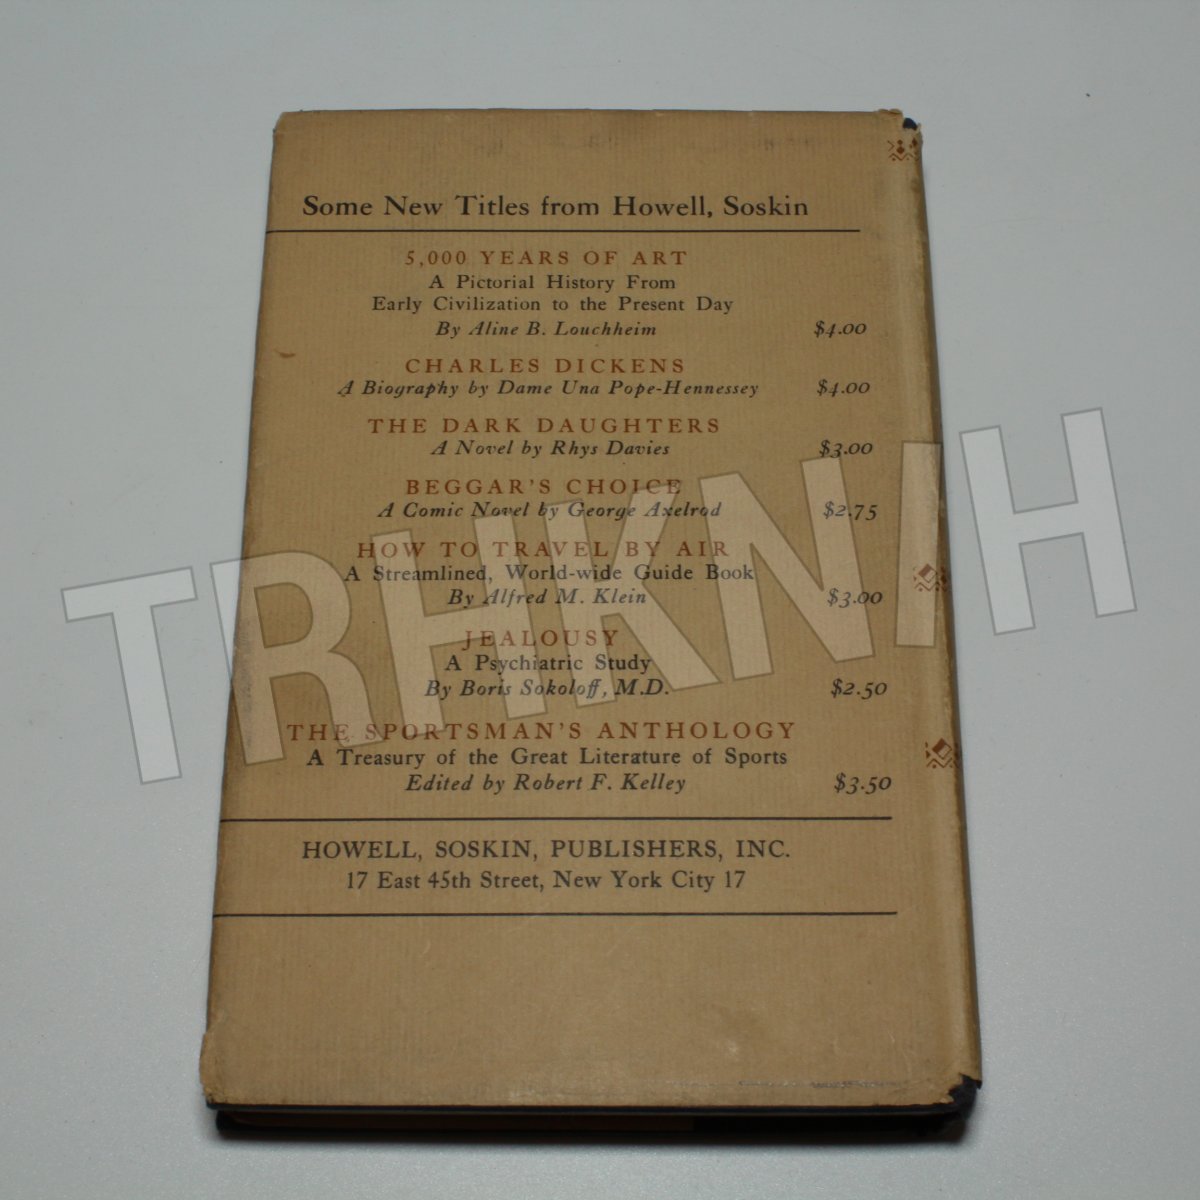 Some New Titles from Howell, Soskin
5,000 YEARS OF ART
A Pictorial History From
Early Civilization to the Present Day
By Aline B. Louchheim $4.00
CHARLES DICKENS
A Biography by Dame Una Pope-Hennessey $4.00
THE DARK DAUGHTERS
A Novel by Rhys Davies $3.00
BEGGAR'S CHOICE
A Comic Novel by George Axelrod $2.75
HOW TO TRAVEL BY AIR
A Streamlined, World-wide Guide Book
By Alfred M. Klein $3.00
JEALOUSY
A Psychiatric Study
By Boris Sokoloff, M.D. $2.50
THE SPORTSMAN'S ANTHOLOGY
A Treasury of the Great Literature of Sports
Edited by Robert F. Kelley $3.50
HOWELL, SOSKIN, PUBLISHERS, INC.
17 East 45th Street, New York City 17
TRHKNIH